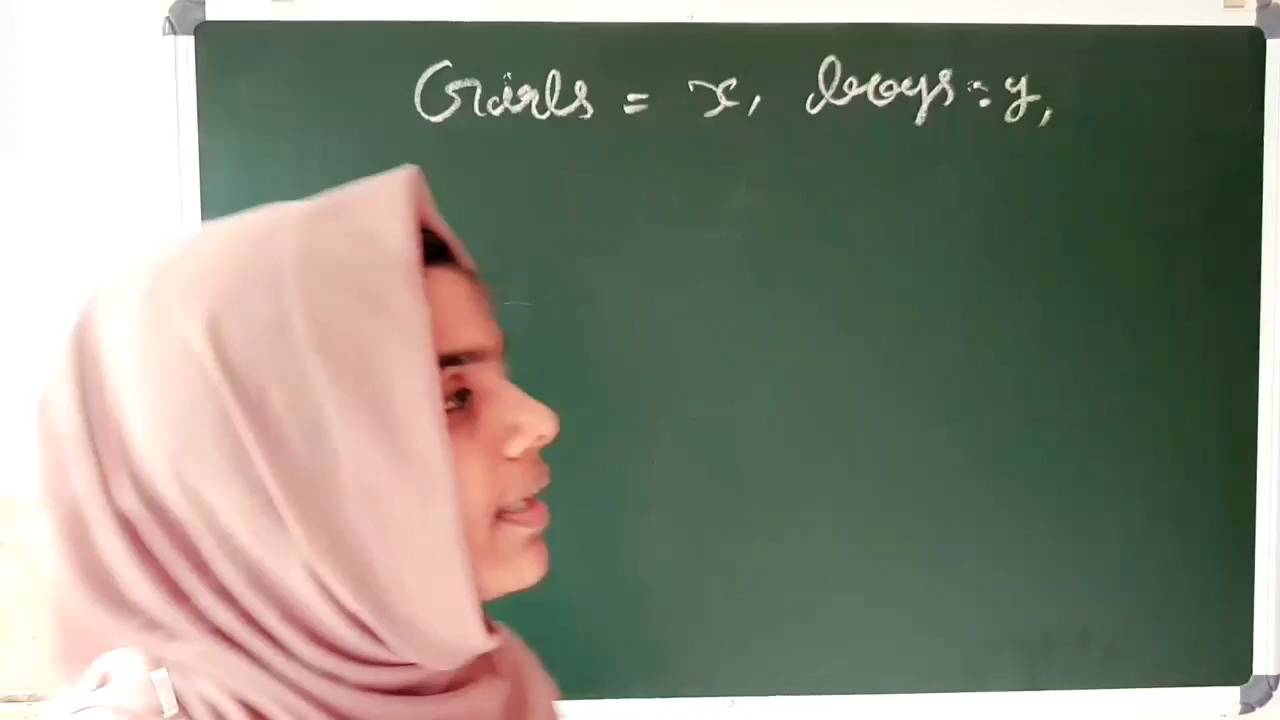 Girls = x, boys = y,